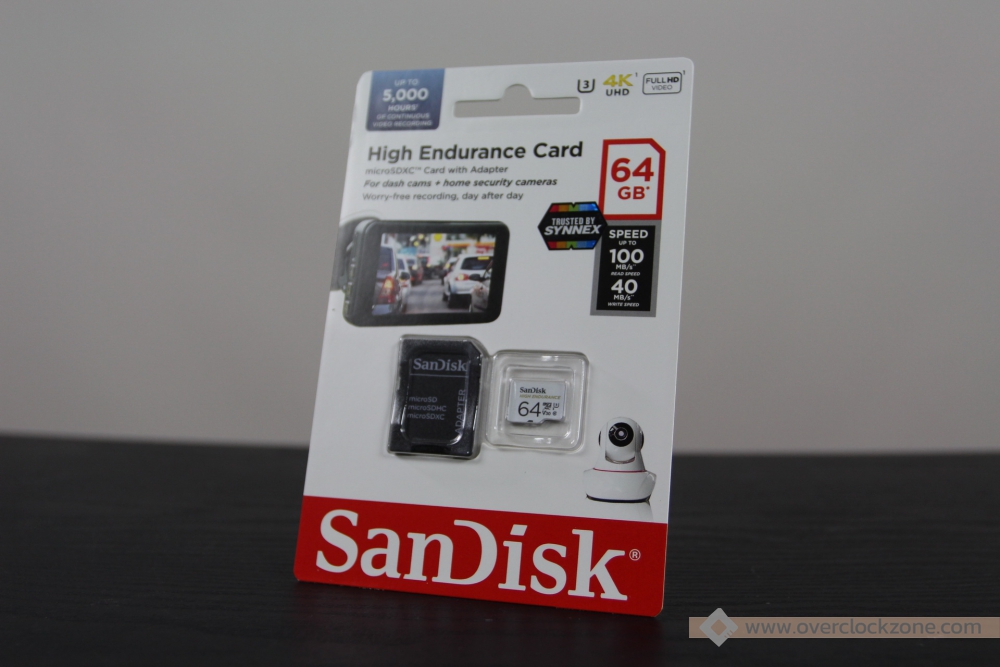 UP TO
5,000
HOURS¹
OF CONTINUOUS
VIDEO RECORDING
3
4K¹
UHD
FULL HD¹
VIDEO
High Endurance Card
microSDXC™ Card with Adapter
For dash cams + home security cameras
Worry-free recording, day after day
64
GB*
TRUSTED BY
SYNNEX
SPEED
UP TO
100
MB/s**
READ SPEED
40
MB/s**
WRITE SPEED
SanDisk
microSD
microSDHC
microSDXC
ADAPTER
SanDisk
HIGH ENDURANCE
64
SanDisk®
www.overclockzone.com